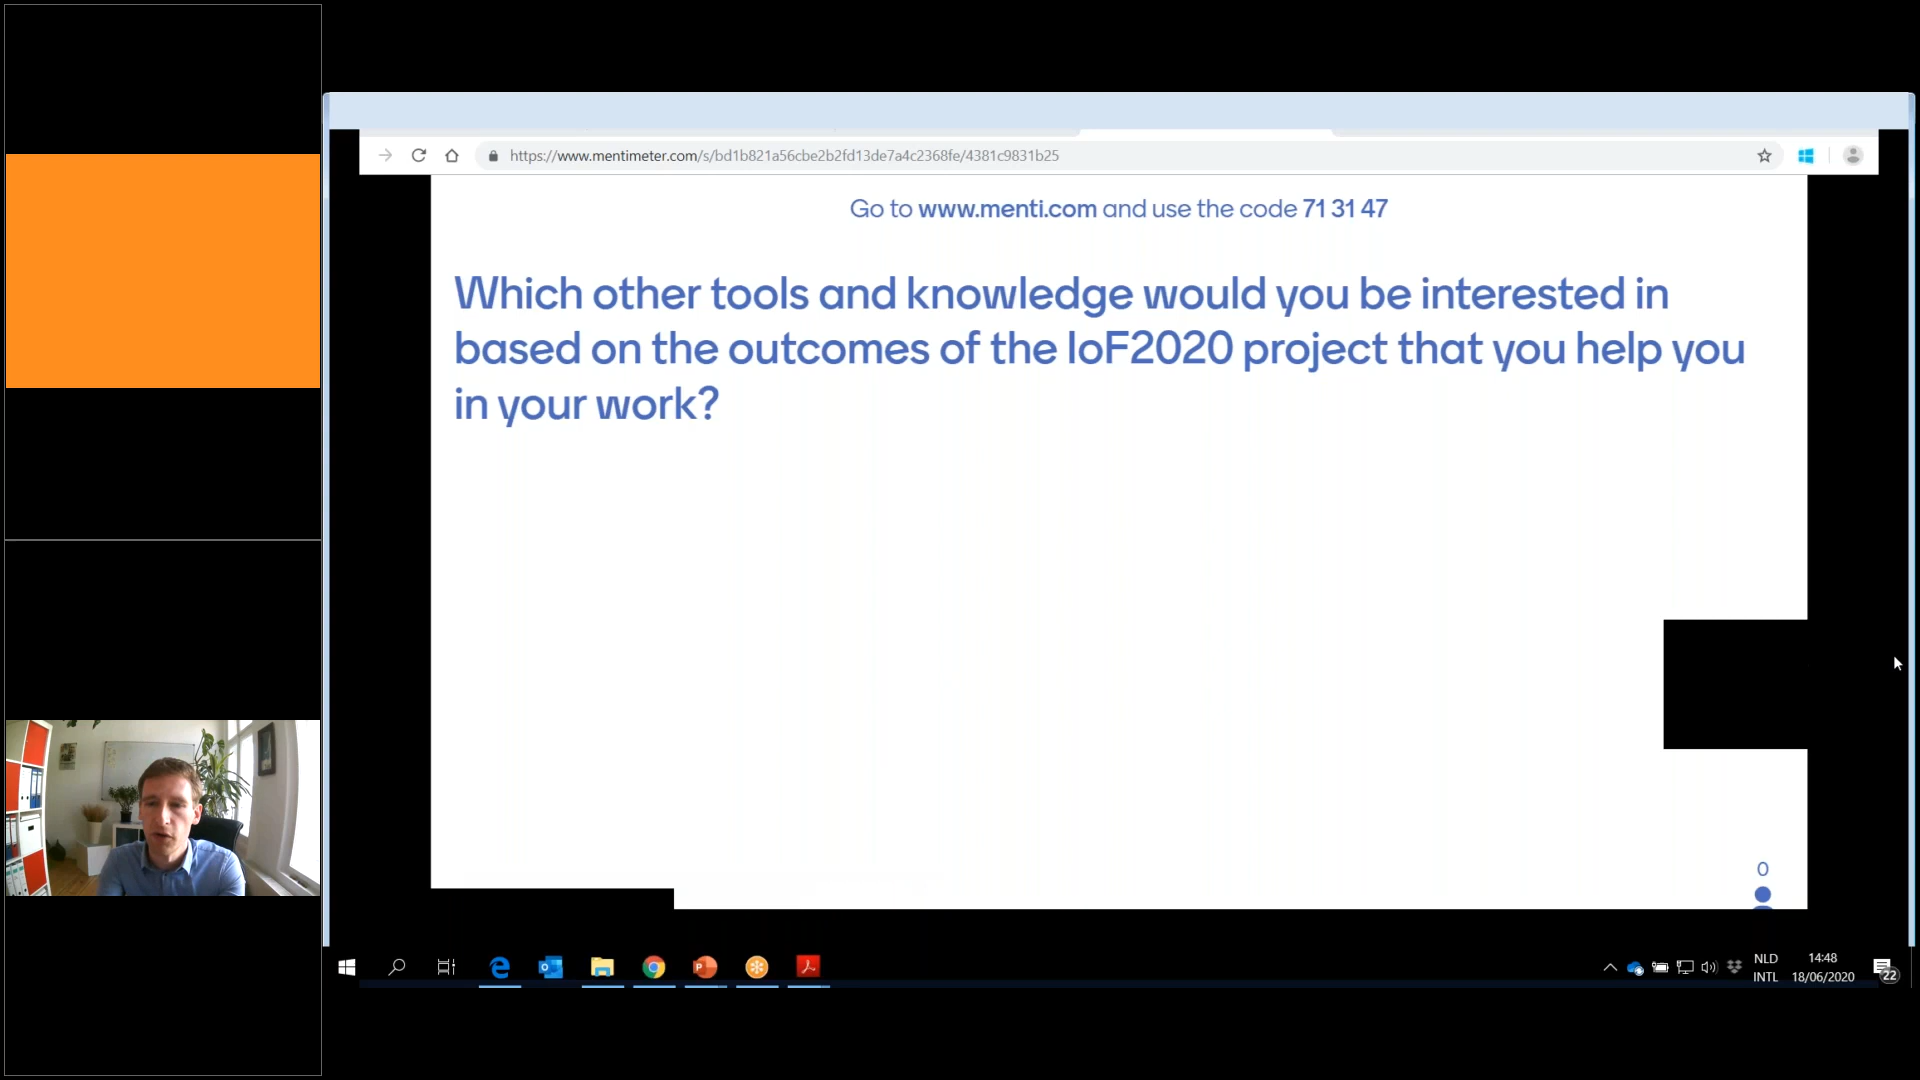 https://www.mentimeter.com/s/bd1b821a56cbe2b2fd13de7a4c2368fe/4381c9831b25
Go to www.menti.com and use the code 71 31 47
Which other tools and knowledge would you be interested in
based on the outcomes of the IoF2020 project that you help you
in your work?
0
NLD
INTL
14:48
18/06/2020
22